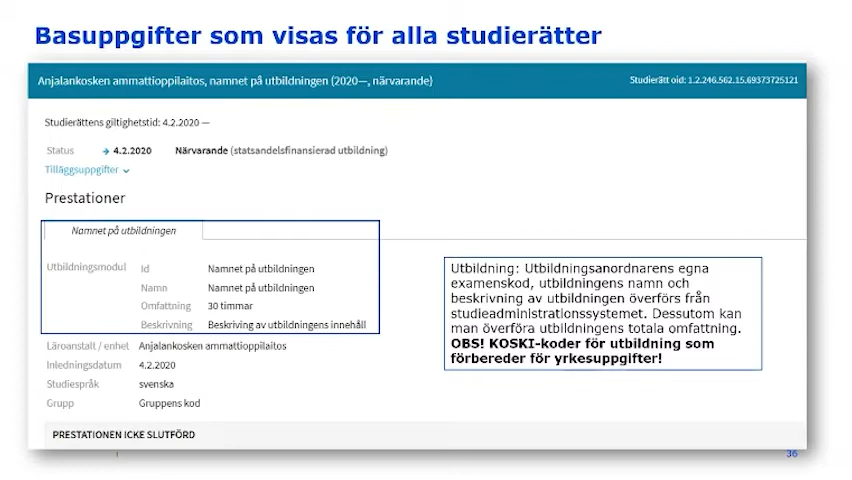 Basuppgifter som visas för alla studierätter
Anjalankosken ammattioppilaitos, namnet på utbildningen (2020—, närvarande)
Studierätt oid: 1.2.246.562.15.69373725121
Studierättens giltighetstid: 4.2.2020 —
Status → 4.2.2020 Närvarande (statsandelsfinansierad utbildning)
Tilläggsuppgifter
Prestationer
Namnet på utbildningen
Utbildningsmodul Id Namnet på utbildningen
Namn Namnet på utbildningen
Omfattning 30 timmar
Beskrivning Beskriving av utbildningens innehåll
Läroanstalt / enhet Anjalankosken ammattioppilaitos
Inledningsdatum 4.2.2020
Studiespråk svenska
Grupp Gruppens kod
PRESTATIONEN ICKE SLUTFÖRD
Utbildning: Utbildningsanordnarens egna
examenskod, utbildningens namn och
beskrivning av utbildningen överförs från
studieadministrationssystemet. Dessutom kan
man överföra utbildningens totala omfattning.
OBS! KOSKI-koder för utbildning som
förbereder för yrkesuppgifter!
36